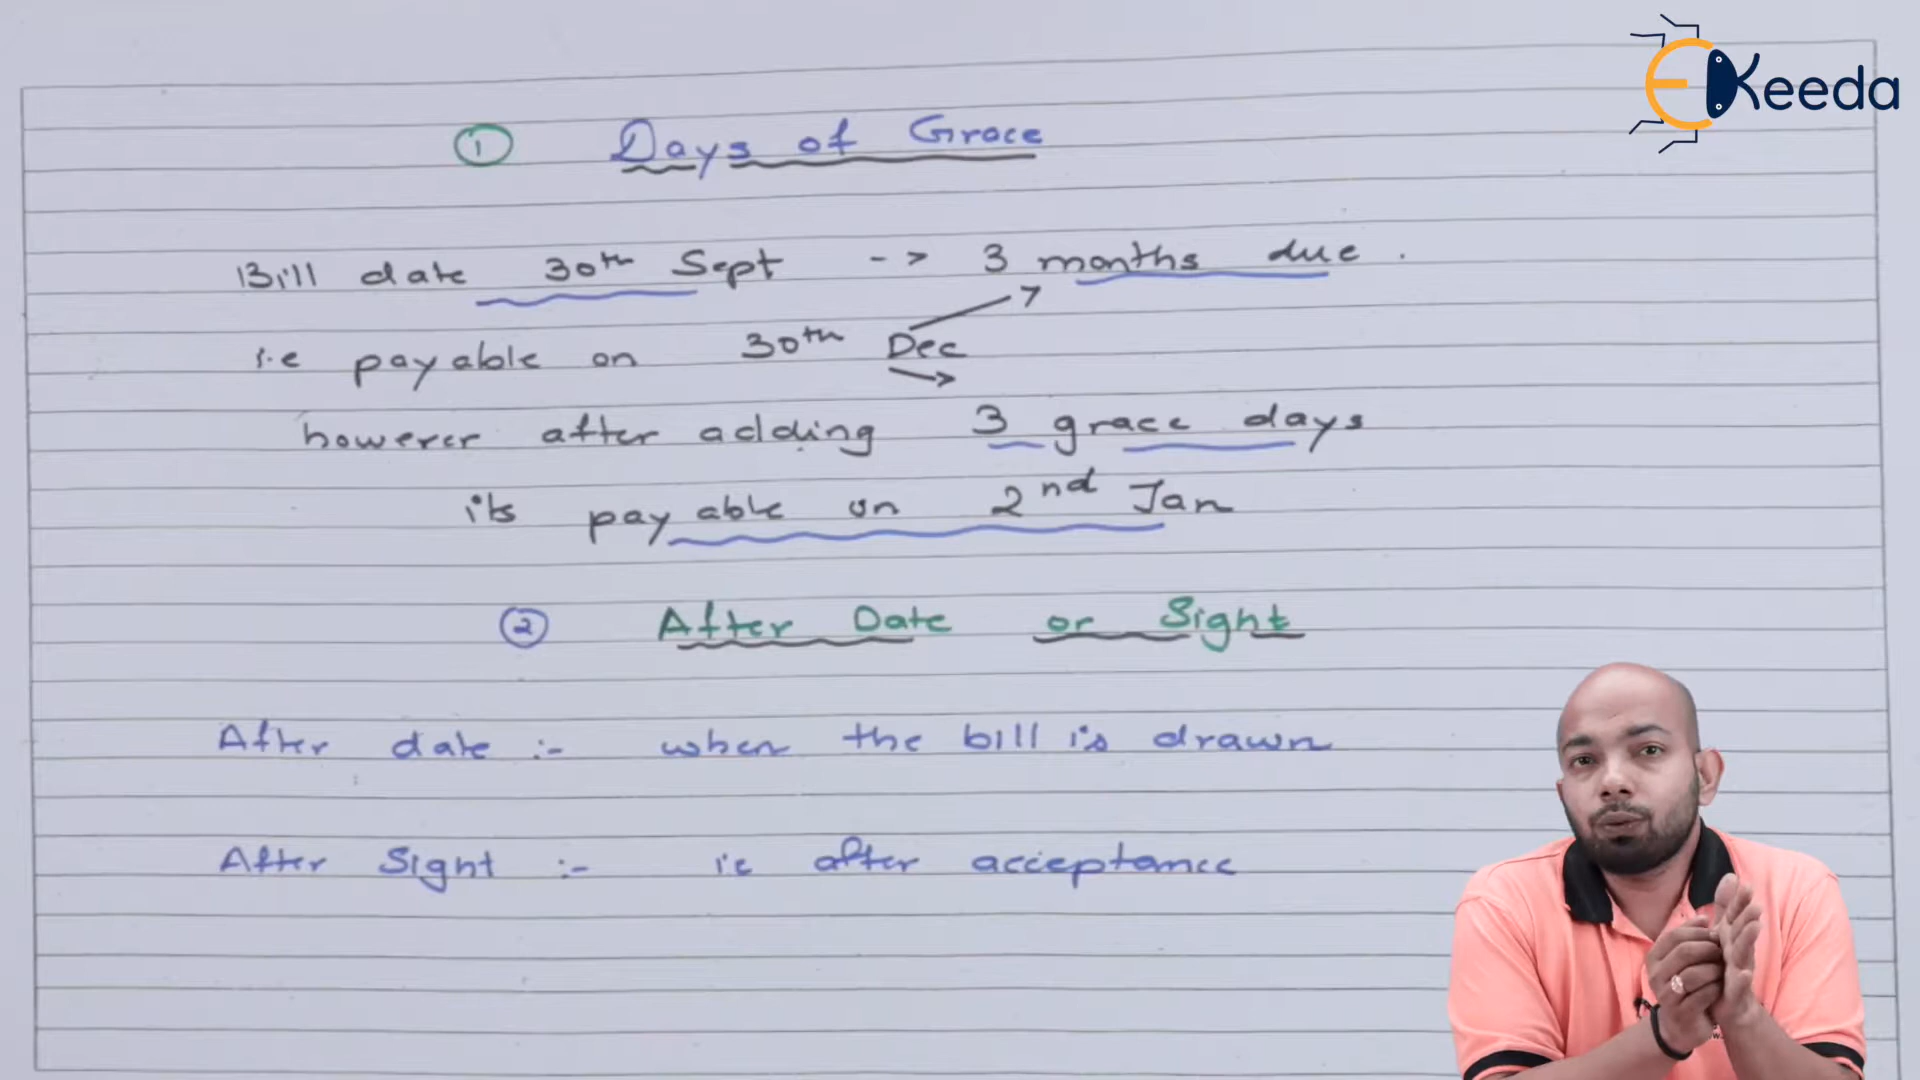 EKeeda
1 Days of Grace
Bill date 30th Sept --> 3 months due.
i.e payable on 30th Dec
however after adding 3 grace days
its payable on 2nd Jan
2 After Date or Sight
After date :- when the bill is drawn
After Sight :- i.e after acceptance